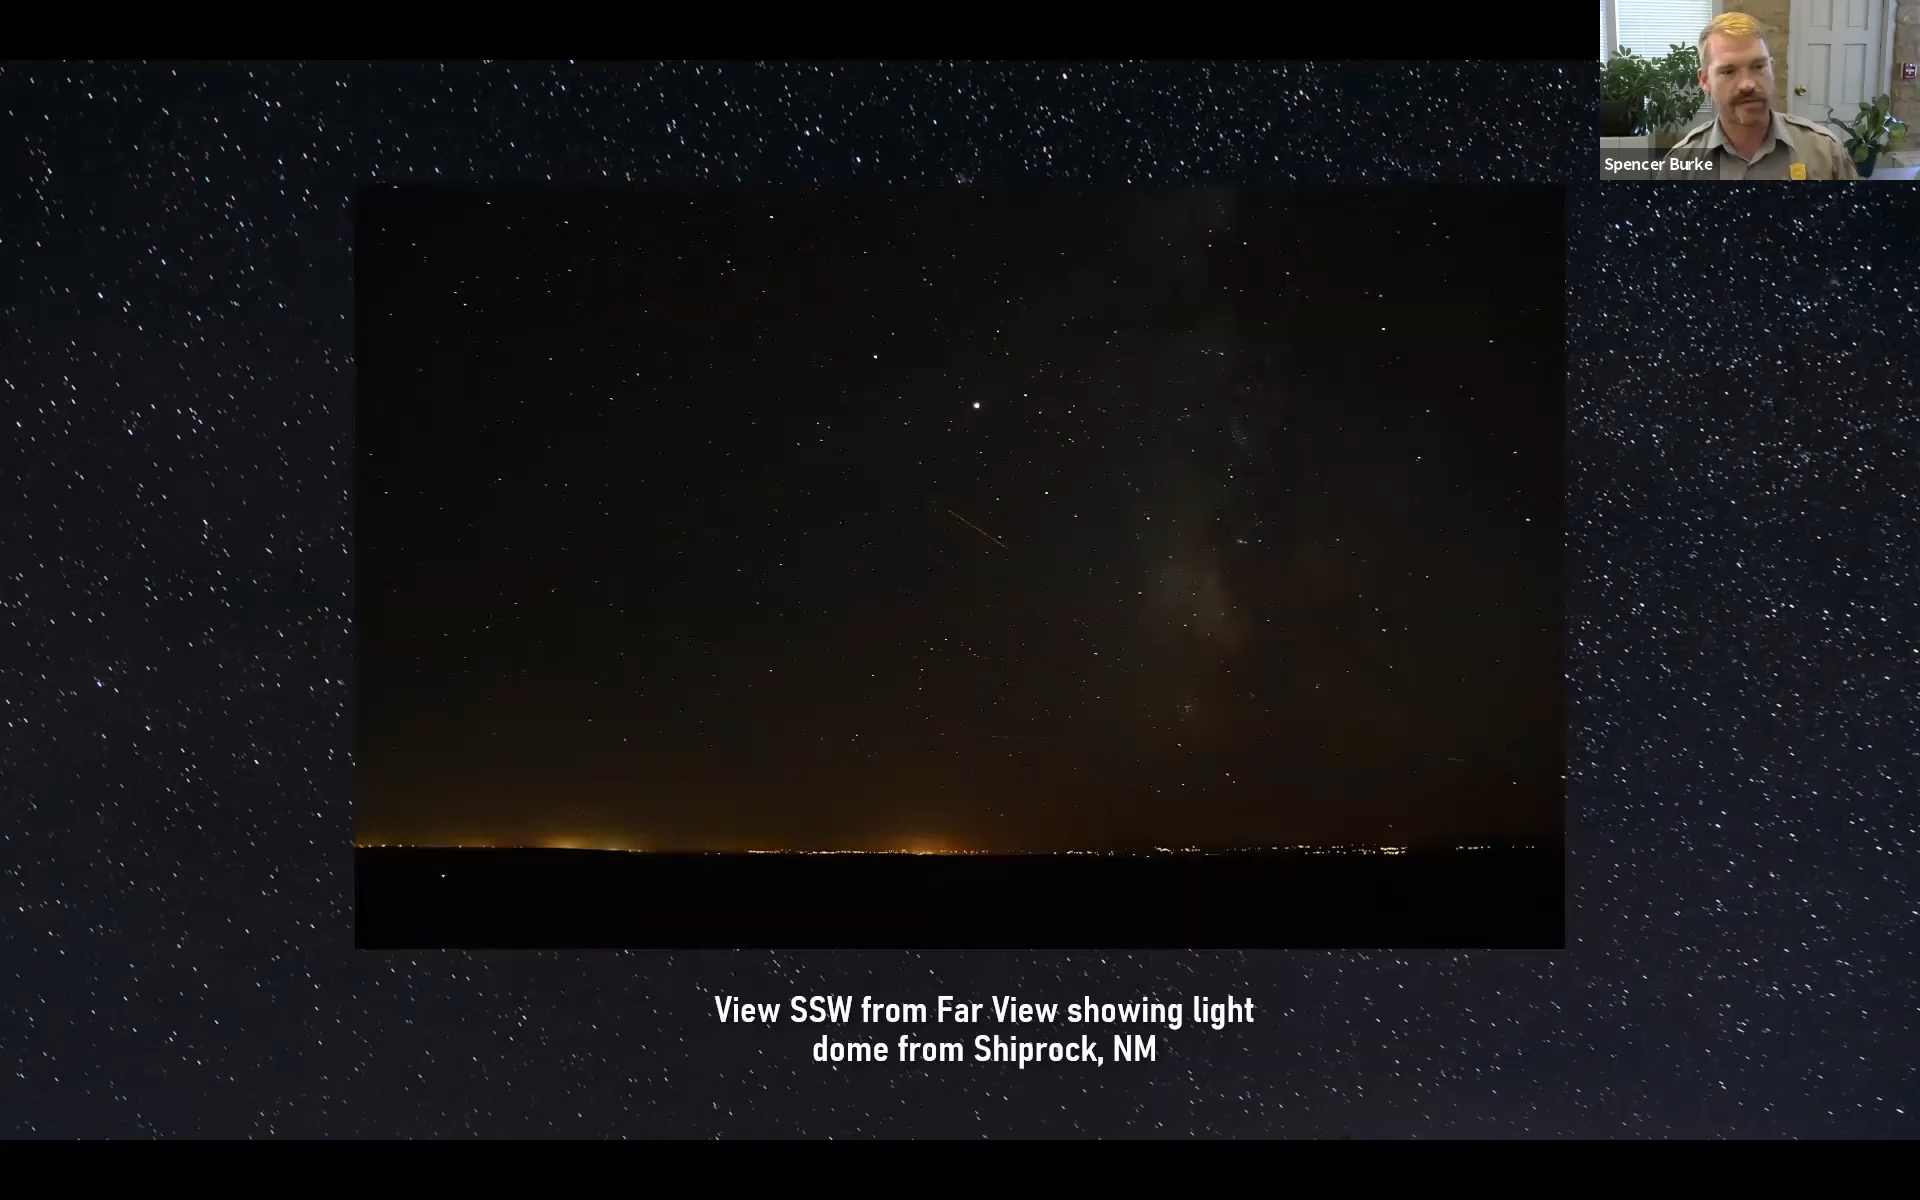 Spencer Burke
View SSW from Far View showing light
dome from Shiprock, NM